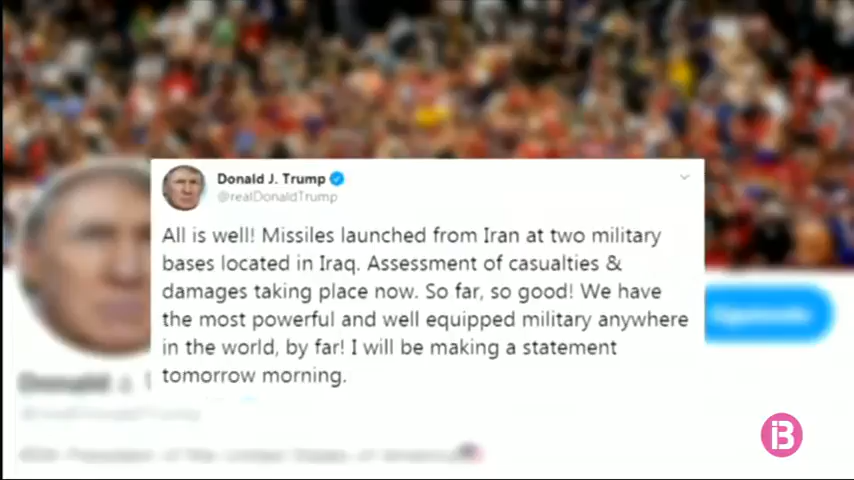 Donald J. Trump
@realDonaldTrump
All is well! Missiles launched from Iran at two military
bases located in Iraq. Assessment of casualties &
damages taking place now. So far, so good! We have
the most powerful and well equipped military anywhere
in the world, by far! I will be making a statement
tomorrow morning.
Donald J.